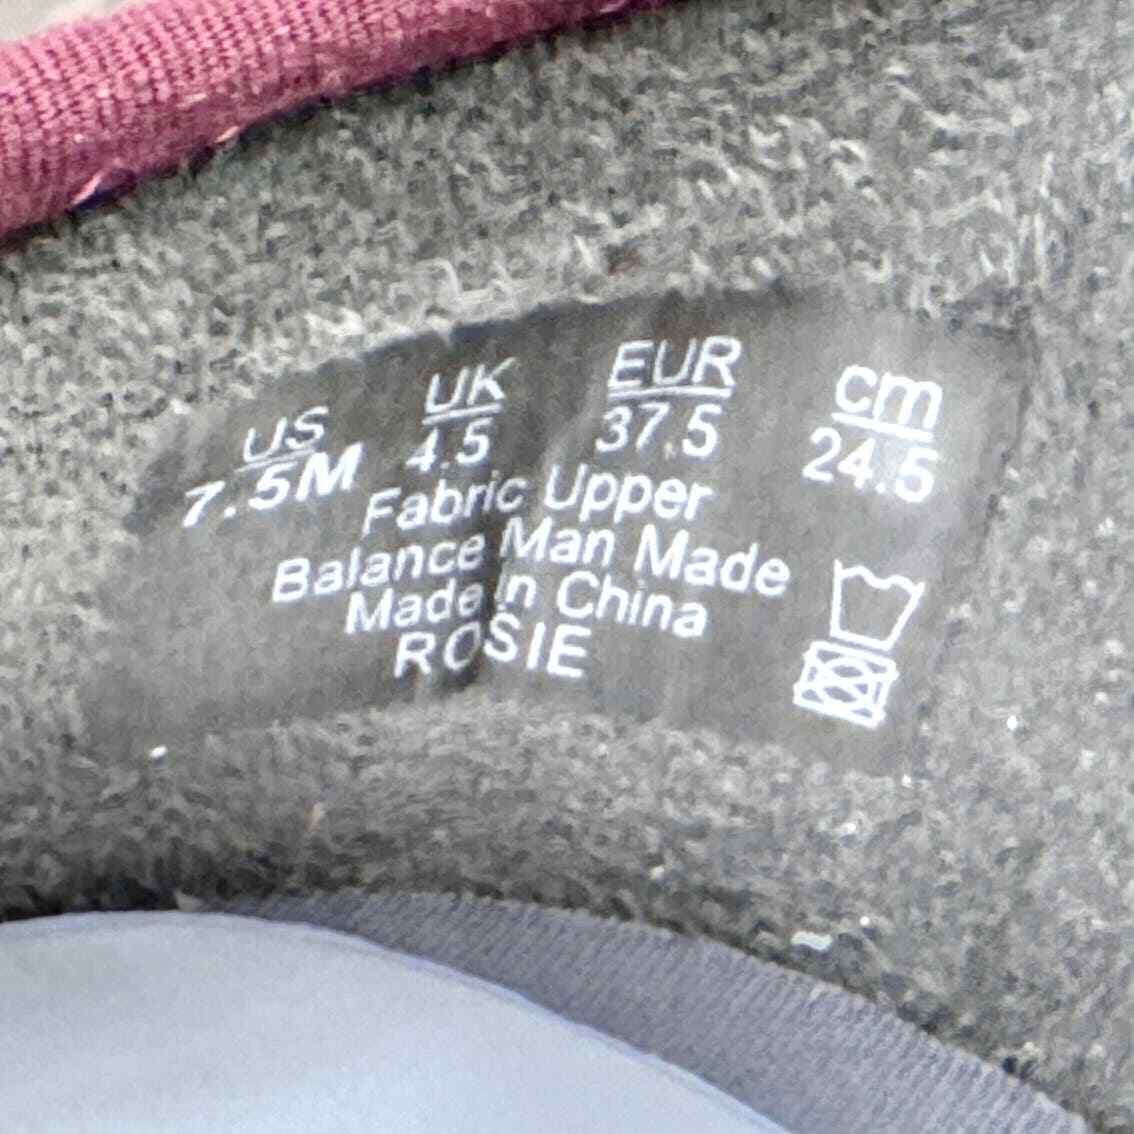 US UK EUR cm
7.5M 4.5 37.5 24.5
Fabric Upper
Balance Man Made
Made in China
ROSIE